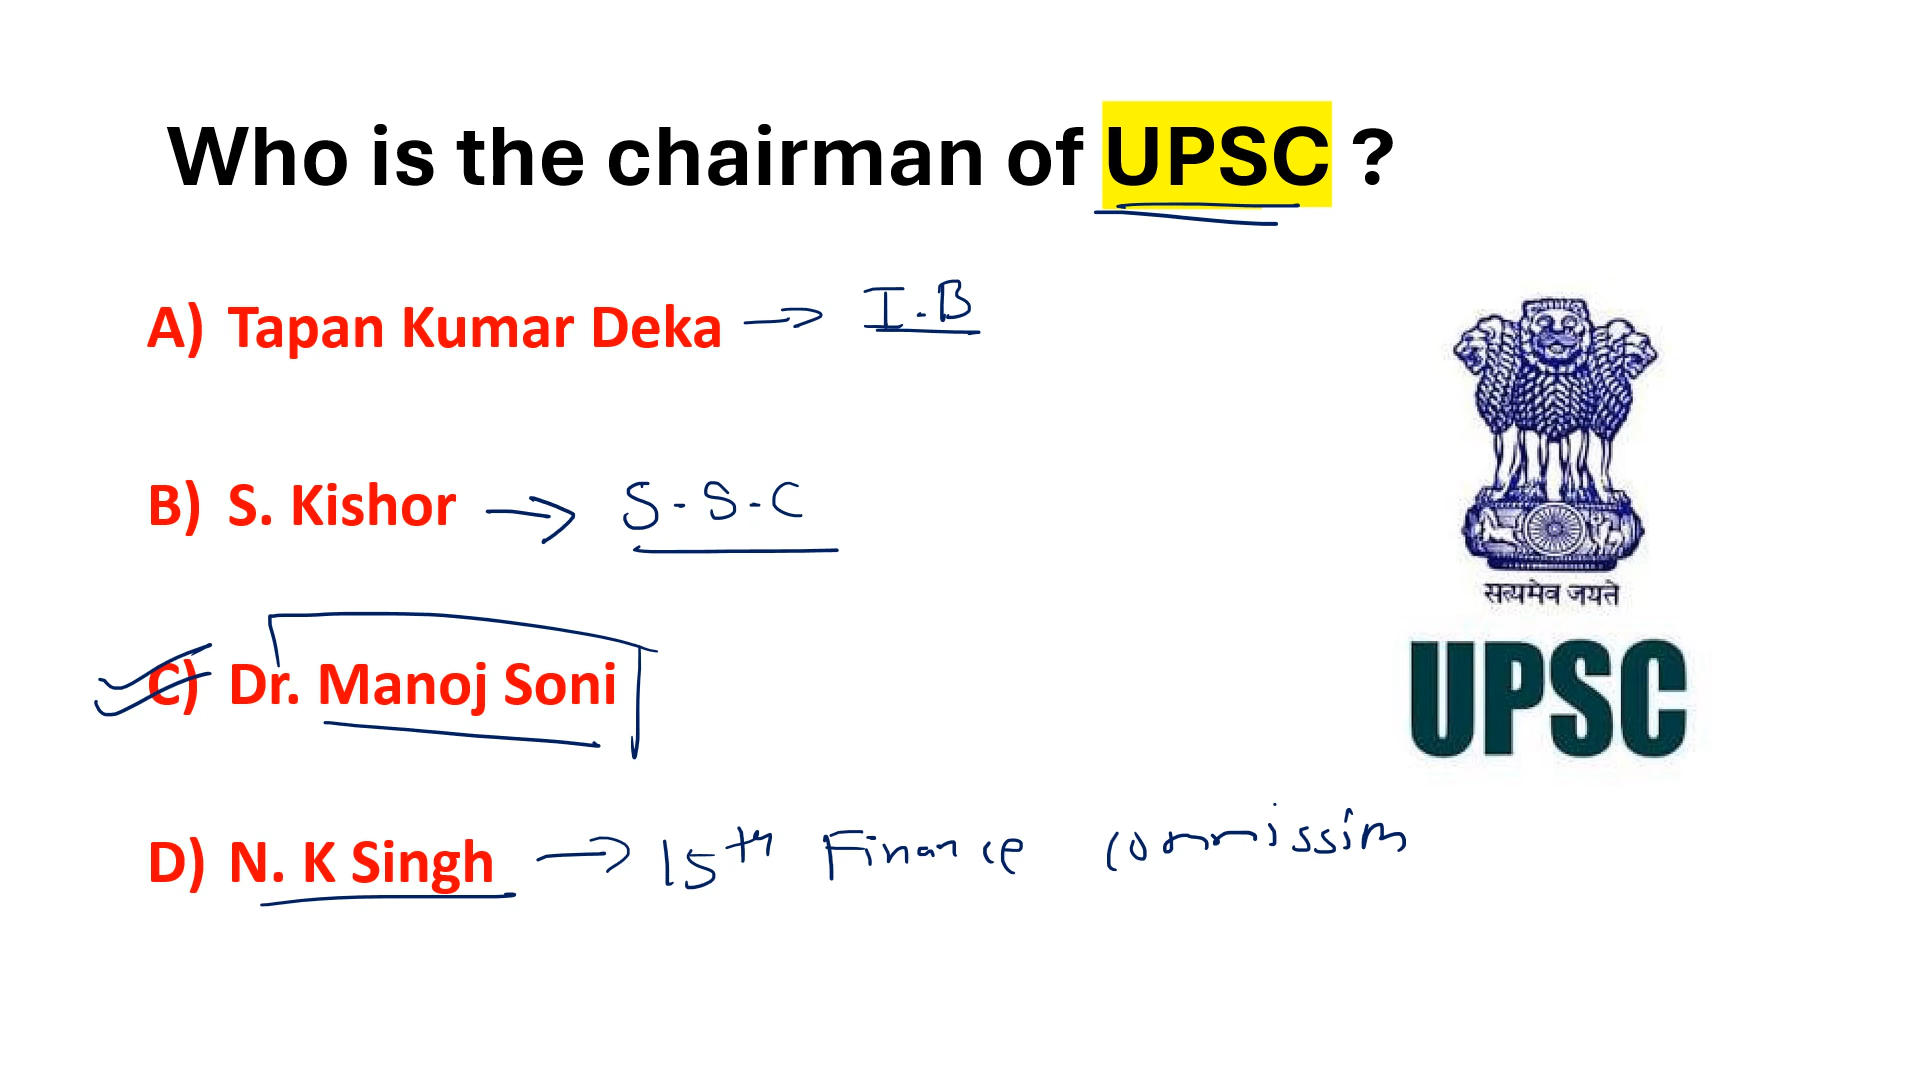 Who is the chairman of UPSC ?
A) Tapan Kumar Deka → I.B
B) S. Kishor → S-S-C
C) Dr. Manoj Soni
D) N. K Singh → 15th Finance commission
सत्यमेव जयते
UPSC